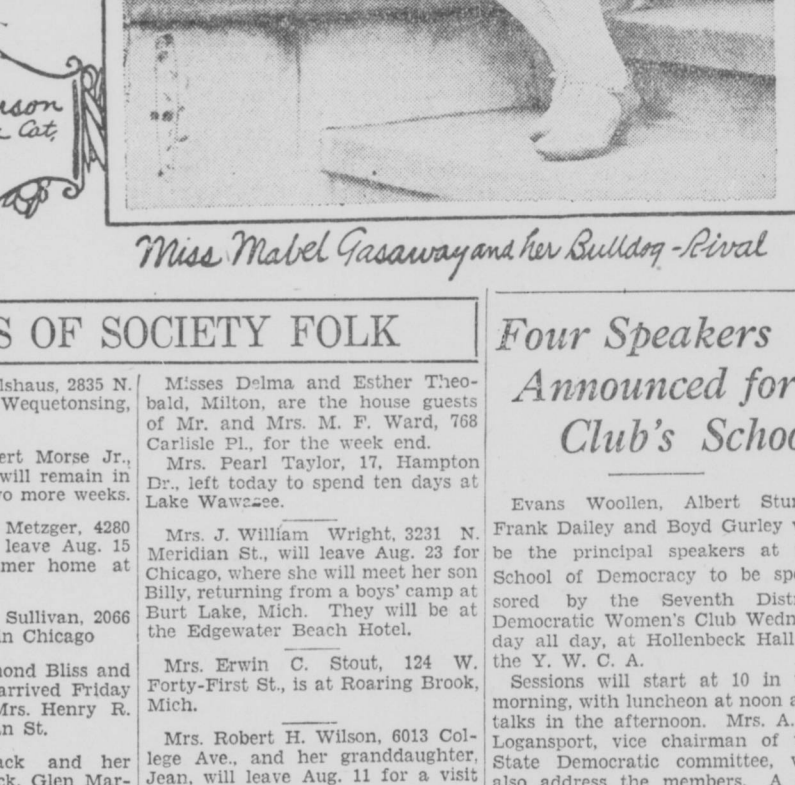 Cat,
Miss Mabel Gasaway and her Bulldog - Rival
S OF SOCIETY FOLK
lshaus, 2835 N.
Wequetonsing,
ert Morse Jr.,
will remain in
wo more weeks.
Metzger, 4280
leave Aug. 15
mer home at
Sullivan, 2066
an Chicago
mond Bliss and
arrived Friday
Mrs. Henry R.
an St.
ack and her
ck, Glen Mar-
Misses Delma and Esther Theo-
bald, Milton, are the house guests
of Mr. and Mrs. M. F. Ward, 768
Carlisle Pl., for the week end.
Mrs. Pearl Taylor, 17, Hampton
Dr., left today to spend ten days at
Lake Wawasee.
Mrs. J. William Wright, 3231 N.
Meridian St., will leave Aug. 23 for
Chicago, where she will meet her son
Billy, returning from a boys' camp at
Burt Lake, Mich. They will be at
the Edgewater Beach Hotel.
Mrs. Erwin C. Stout, 124 W.
Forty-First St., is at Roaring Brook,
Mich.
Mrs. Robert H. Wilson, 6013 Col-
lege Ave., and her granddaughter,
Jean, will leave Aug. 11 for a visit
Four Speakers
Announced for
Club's Schoo
Evans Woollen, Albert Stu
Frank Dailey and Boyd Gurley
be the principal speakers at
School of Democracy to be spo
sored by the Seventh Dist
Democratic Women's Club Wedn
day all day, at Hollenbeck Hall
the Y. W. C. A.
Sessions will start at 10 in
morning, with luncheon at noon a
talks in the afternoon. Mrs. A.
Logansport, vice chairman of
State Democratic committee,
also address the members. A